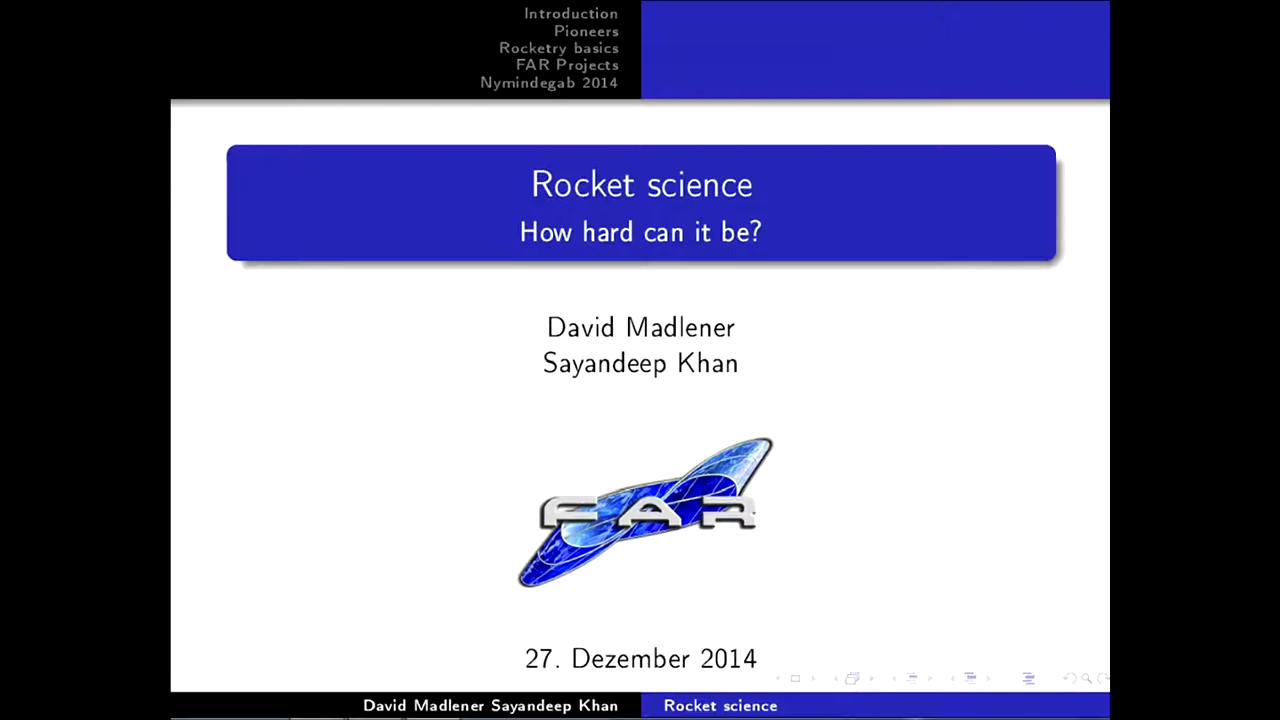 Introduction
Pioneers
Rocketry basics
FAR Projects
Nymindegab 2014
Rocket science
How hard can it be?
David Madlener
Sayandeep Khan
FAR
27. Dezember 2014
David Madlener Sayandeep Khan
Rocket science